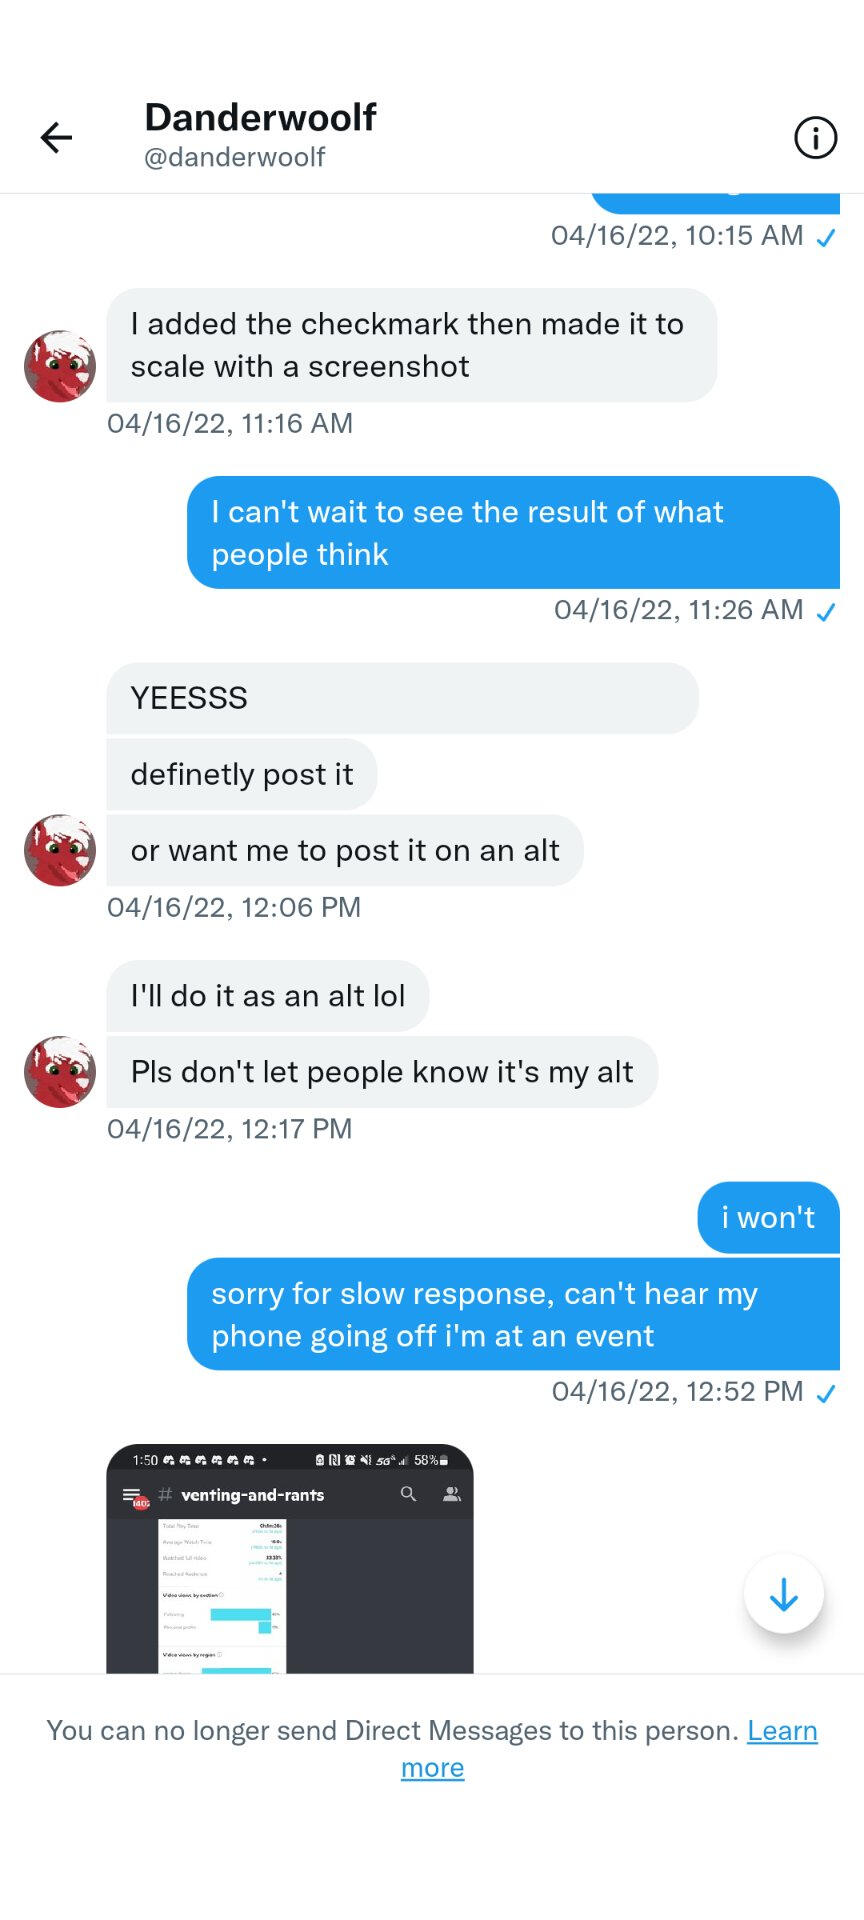 Danderwoolf
@danderwoolf
04/16/22, 10:15 AM
I added the checkmark then made it to
scale with a screenshot
04/16/22, 11:16 AM
I can't wait to see the result of what
people think
04/16/22, 11:26 AM
YEESSS
definetly post it
or want me to post it on an alt
04/16/22, 12:06 PM
I'll do it as an alt lol
Pls don't let people know it's my alt
04/16/22, 12:17 PM
i won't
sorry for slow response, can't hear my
phone going off i'm at an event
04/16/22, 12:52 PM
1:50 58%
# venting-and-rants
Total Play Time
Average Watch Time
Watched full video
Reached Audience
Video views by section
Following
Personal profile
Video views by region
You can no longer send Direct Messages to this person. Learn
more